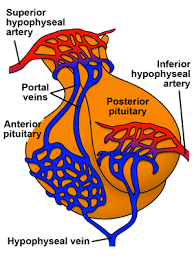 Superior
hypophyseal
artery
Portal
veins
Posterior
pituitary
Inferior
hypophyseal
artery
Anterior
pituitary
Hypophyseal vein